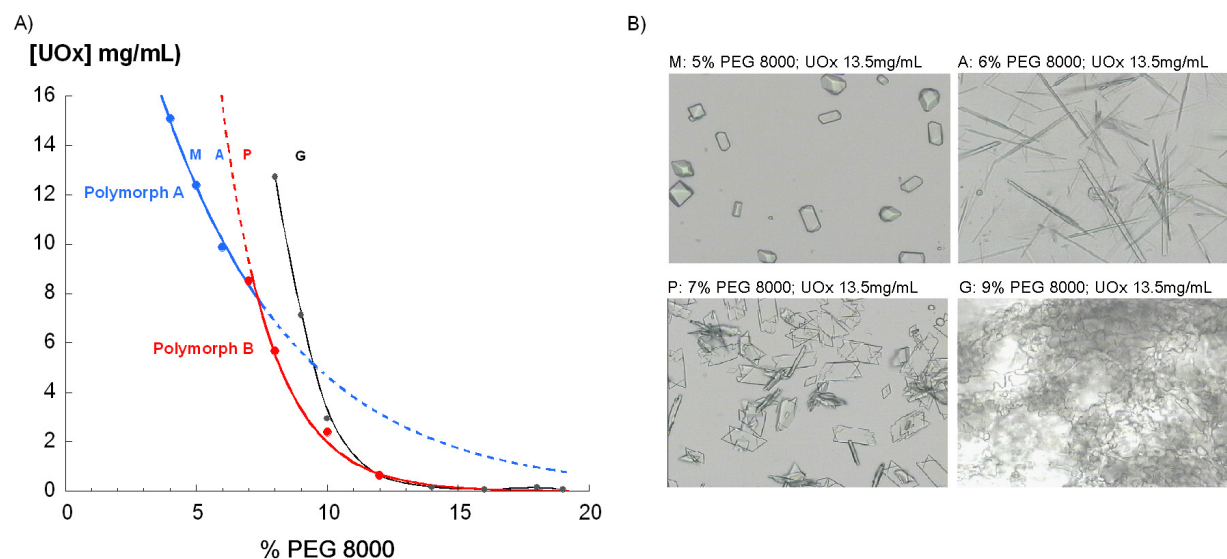 A)
[UOx] mg/mL)
16
14
12
10
8
6
4
2
0
M A P G
Polymorph A
Polymorph B
0 5 10 15 20
% PEG 8000
B)
M: 5% PEG 8000; UOx 13.5mg/mL
A: 6% PEG 8000; UOx 13.5mg/mL
P: 7% PEG 8000; UOx 13.5mg/mL
G: 9% PEG 8000; UOx 13.5mg/mL